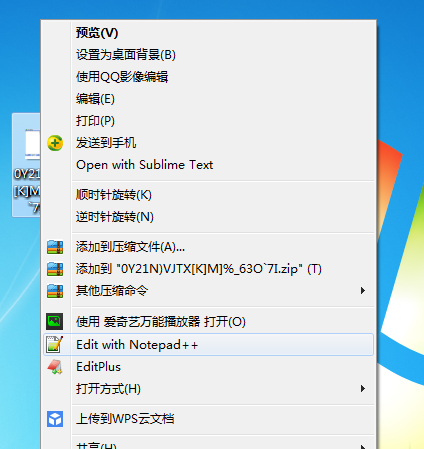 预览(V)
设置为桌面背景(B)
使用QQ影像编辑
编辑(E)
打印(P)
发送到手机
Open with Sublime Text
0Y21
[K]M
`7
顺时针旋转(K)
逆时针旋转(N)
添加到压缩文件(A)...
添加到 "0Y21N)VJTX[K]M]%_63O`7I.zip" (T)
其他压缩命令
使用 爱奇艺万能播放器 打开(O)
Edit with Notepad++
EditPlus
打开方式(H)
上传到WPS云文档
共享(H)